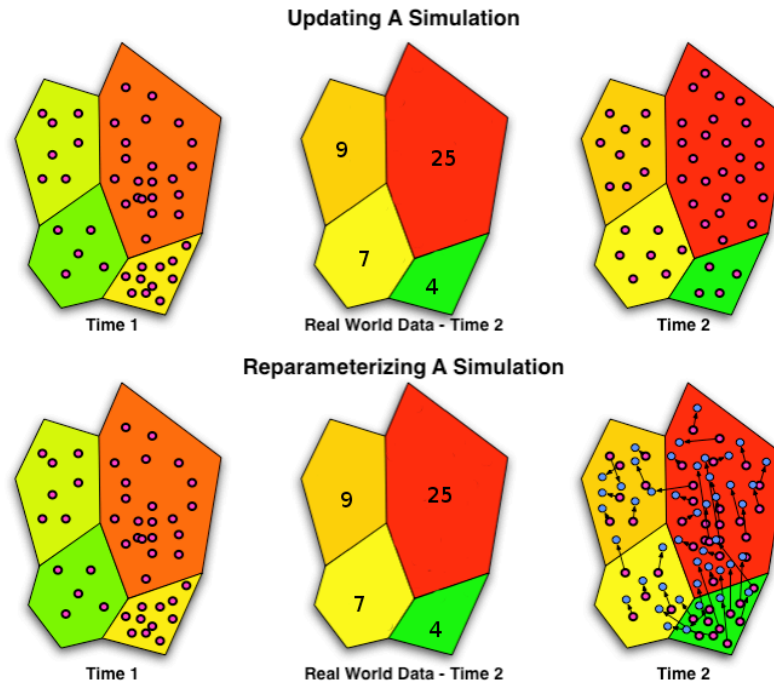 Updating A Simulation
9
25
7
4
Time 1
Real World Data - Time 2
Time 2
Reparameterizing A Simulation
9
25
7
4
Time 1
Real World Data - Time 2
Time 2